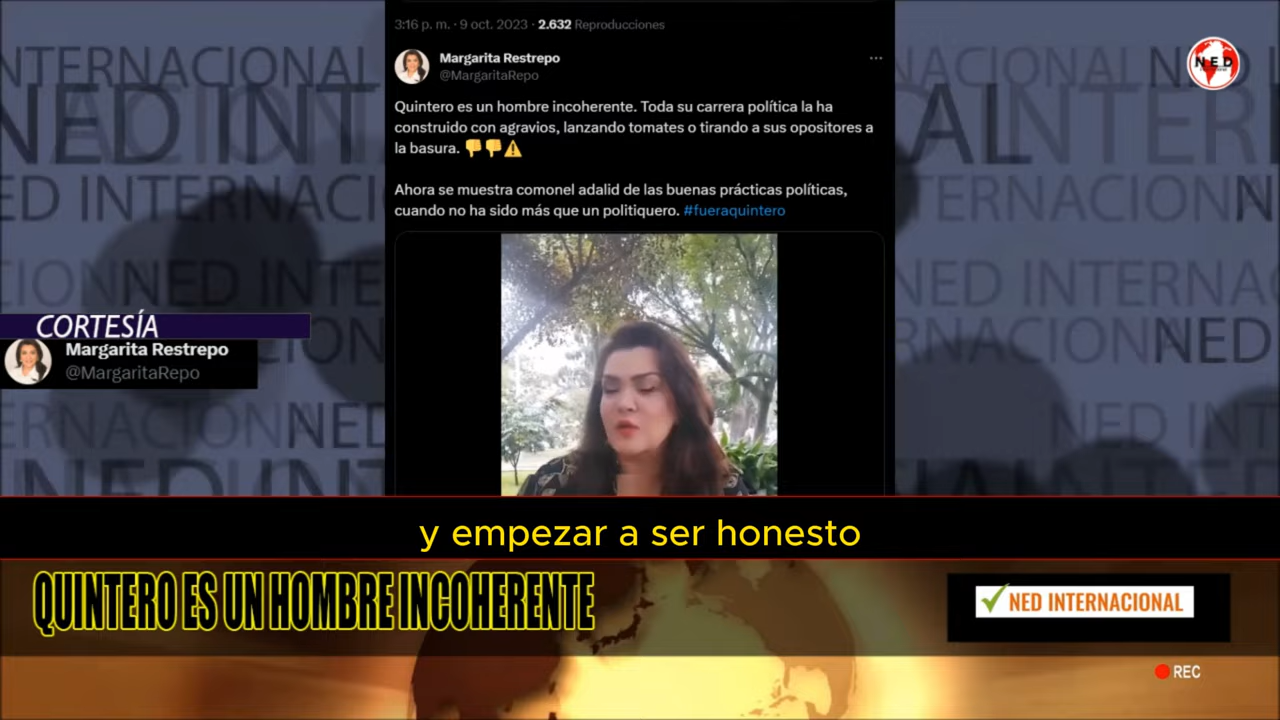 3:16 p. m. · 9 oct. 2023 · 2.632 Reproducciones
Margarita Restrepo
@MargaritaRepo
Quintero es un hombre incoherente. Toda su carrera política la ha
construido con agravios, lanzando tomates o tirando a sus opositores a
la basura. 👎👎⚠️
Ahora se muestra comonel adalid de las buenas prácticas políticas,
cuando no ha sido más que un politiquero. #fueraquintero
NED
CORTESÍA
Margarita Restrepo
@MargaritaRepo
y empezar a ser honesto
QUINTERO ES UN HOMBRE INCOHERENTE
NED INTERNACIONAL
REC